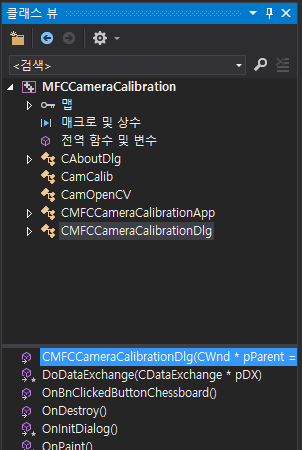 클래스 뷰
<검색>
MFCCameraCalibration
맵
매크로 및 상수
전역 함수 및 변수
CAboutDlg
CamCalib
CamOpenCV
CMFCCameraCalibrationApp
CMFCCameraCalibrationDlg
CMFCCameraCalibrationDlg(CWnd * pParent =
DoDataExchange(CDataExchange * pDX)
OnBnClickedButtonChessboard()
OnDestroy()
OnInitDialog()
OnPaint()